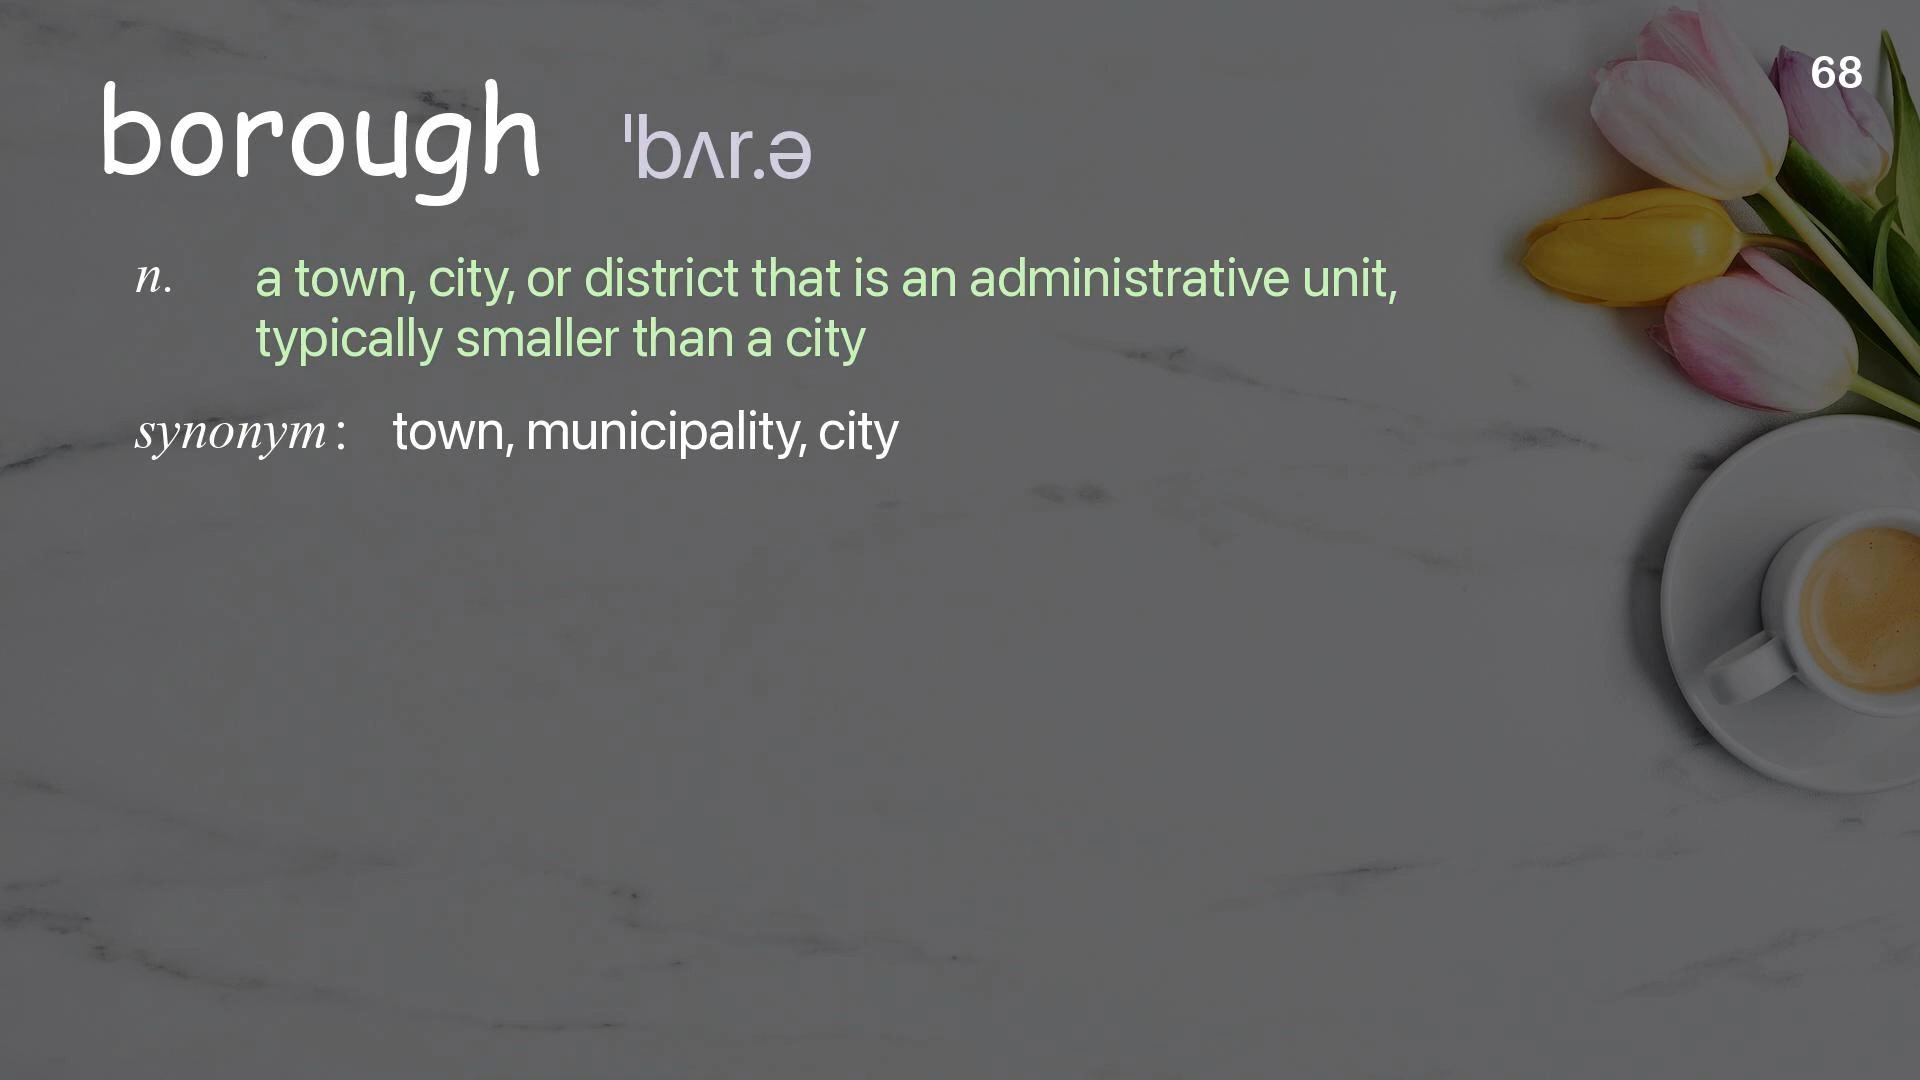 68
borough ˈbʌr.ə
n. a town, city, or district that is an administrative unit,
typically smaller than a city
synonym: town, municipality, city